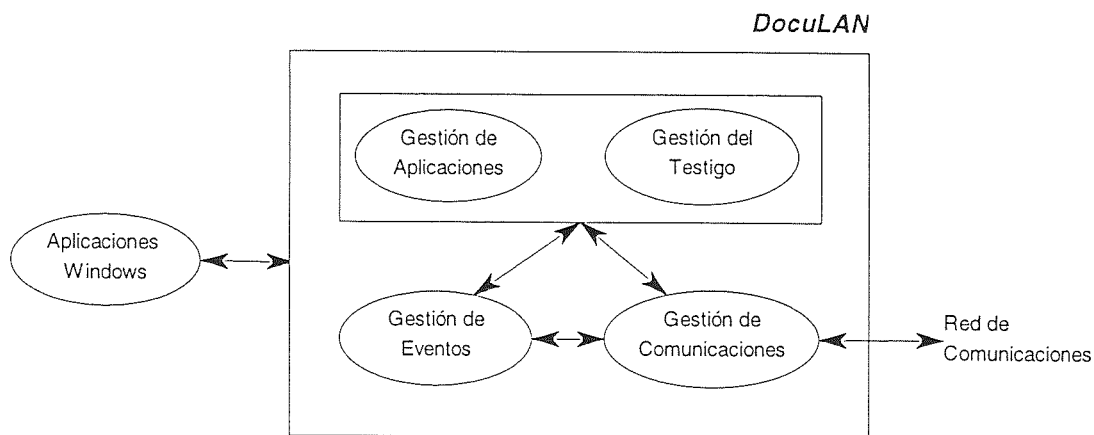 DocuLAN
Gestión de
Aplicaciones
Gestión del
Testigo
Aplicaciones
Windows
Gestión de
Eventos
Gestión de
Comunicaciones
Red de
Comunicaciones